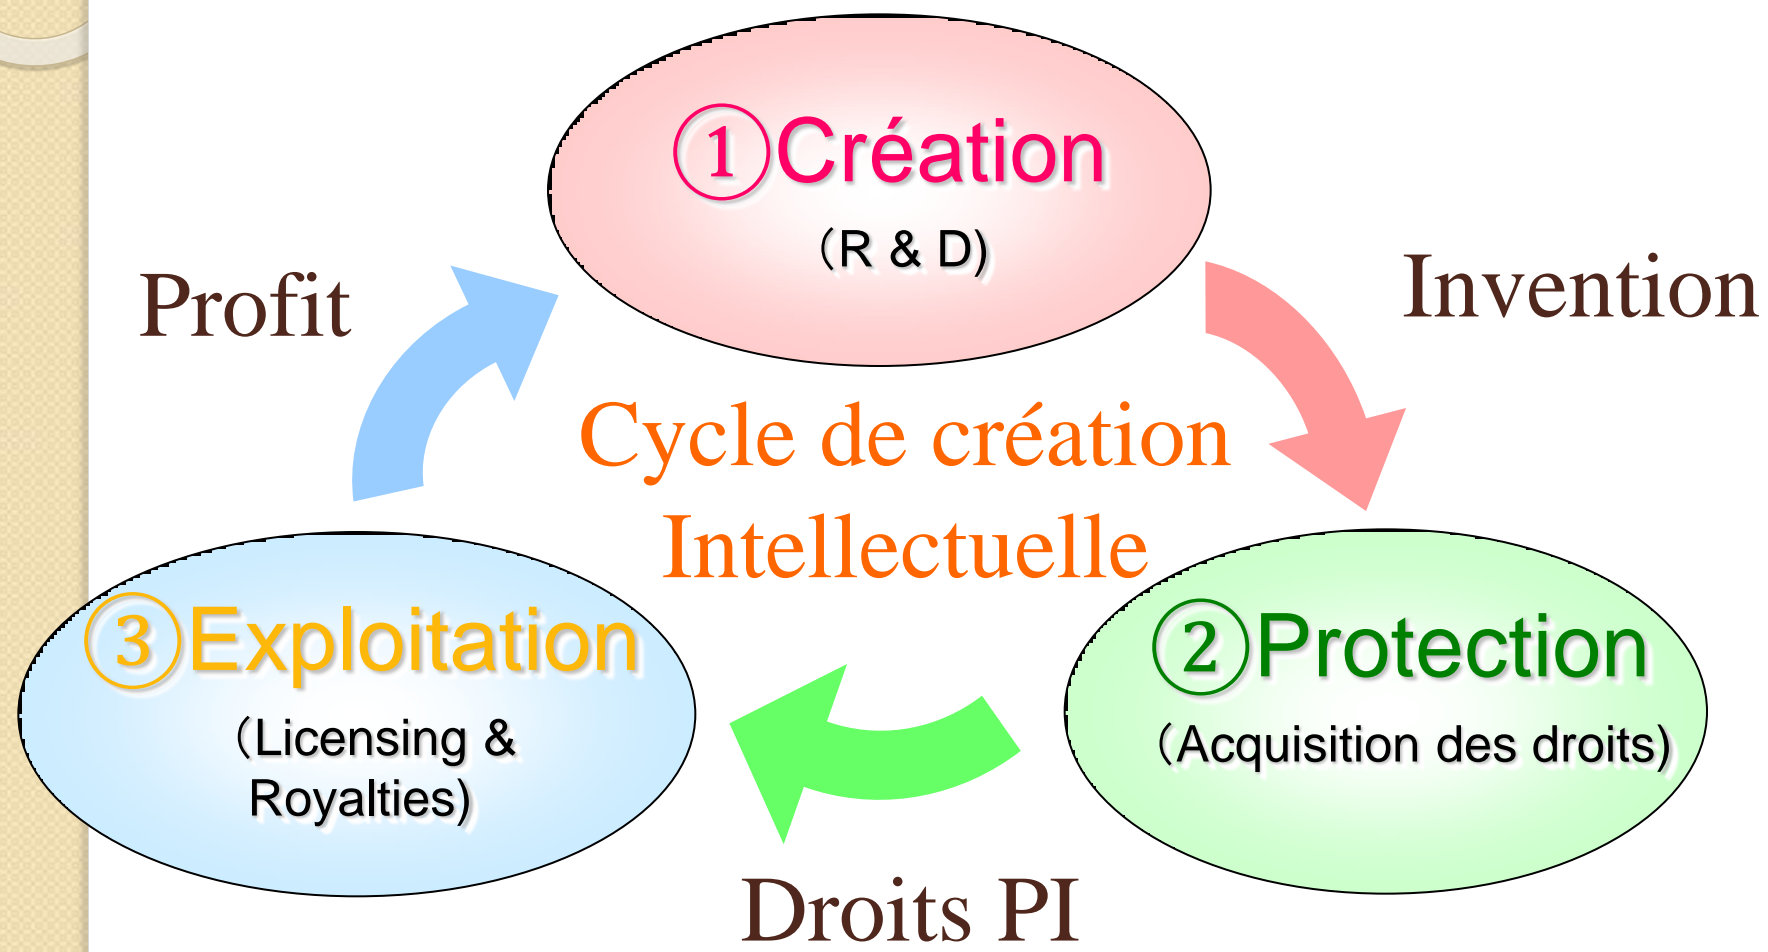 ①Création
（R & D)
Profit
Invention
Cycle de création
Intellectuelle
③Exploitation
（Licensing &
Royalties)
②Protection
（Acquisition des droits)
Droits PI